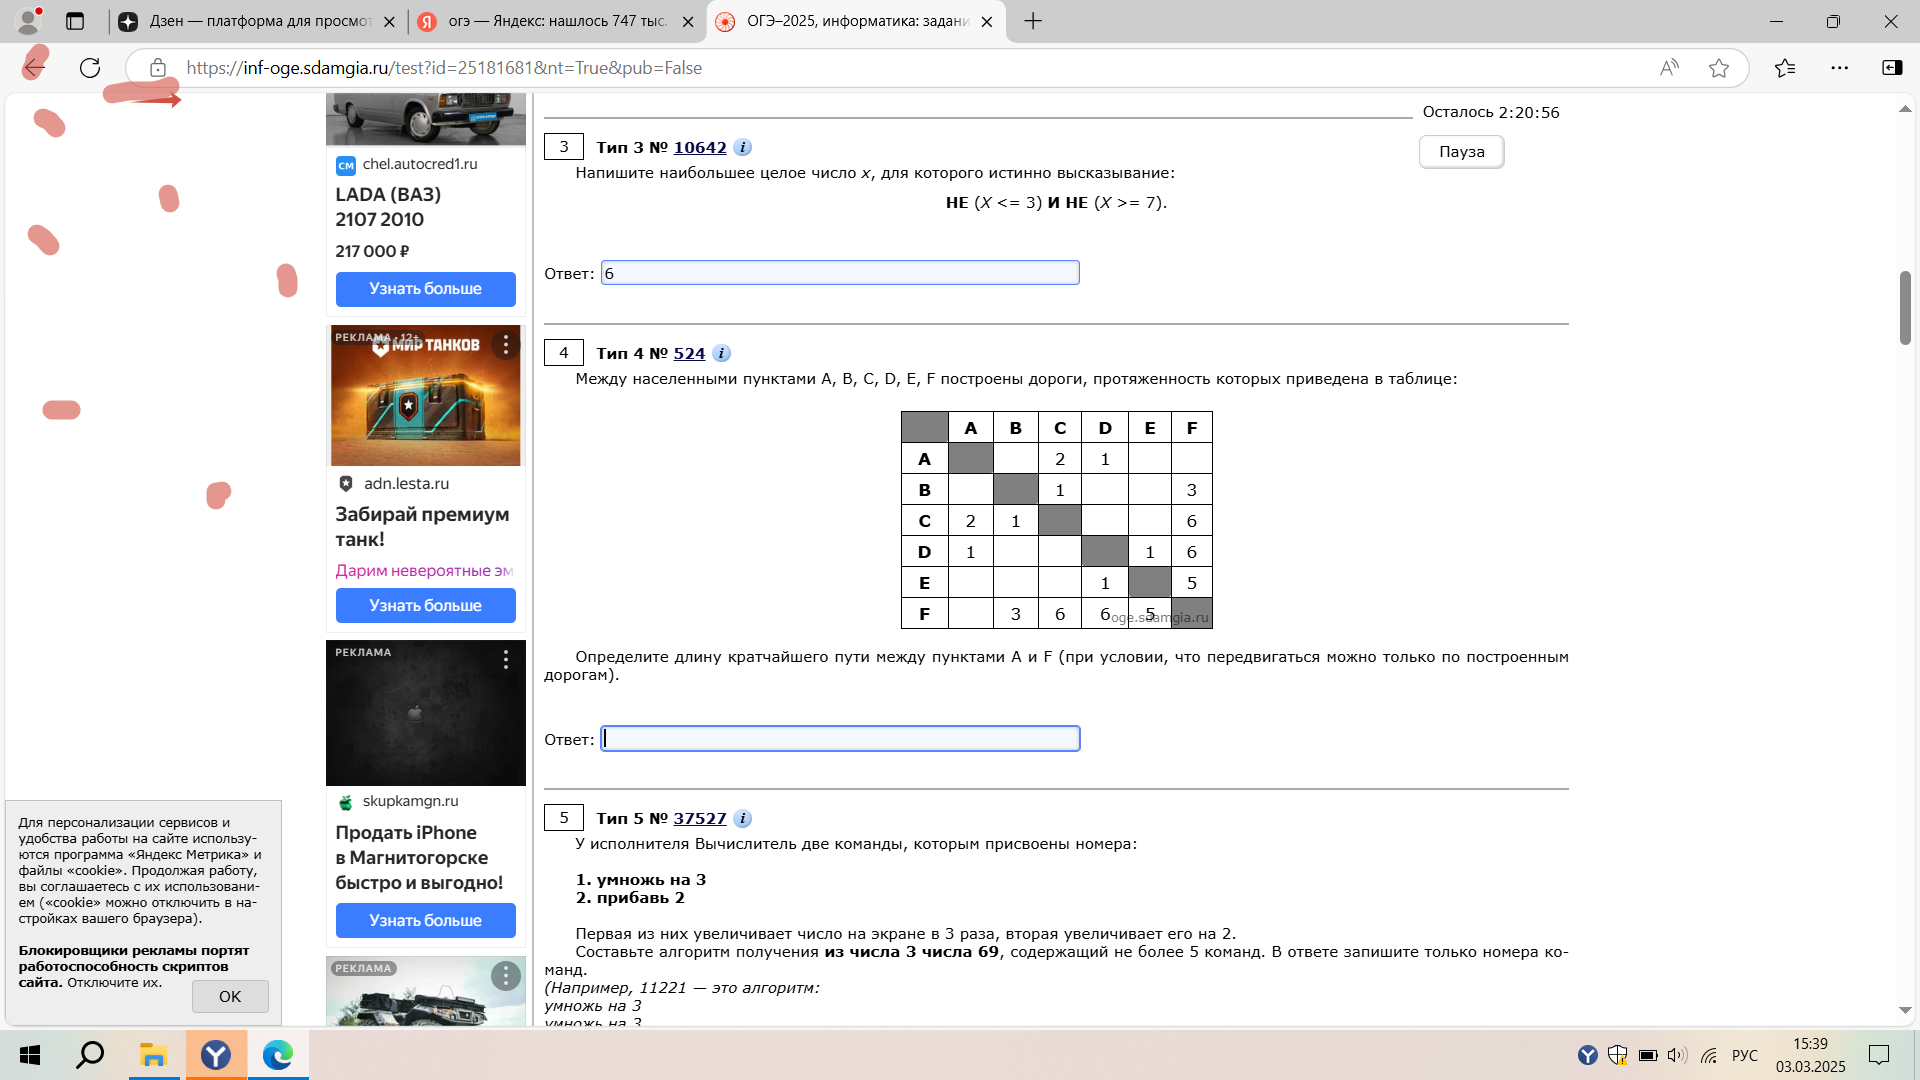 Дзен — платформа для просмот
огэ — Яндекс: нашлось 747 тыс.
ОГЭ–2025, информатика: задани
https://inf-oge.sdamgia.ru/test?id=25181681&nt=True&pub=False
Осталось 2:20:56
Пауза
chel.autocred1.ru
LADA (ВАЗ)
2107 2010
217 000 ₽
Узнать больше
РЕКЛАМА · 12+
МИР ТАНКОВ
adn.lesta.ru
Забирай премиум
танк!
Дарим невероятные эм
Узнать больше
РЕКЛАМА
skupkamgn.ru
Продать iPhone
в Магнитогорске
быстро и выгодно!
Узнать больше
РЕКЛАМА
3 Тип 3 № 10642 i
Напишите наибольшее целое число x, для которого истинно высказывание:
НЕ (X <= 3) И НЕ (X >= 7).
Ответ: 6
4 Тип 4 № 524 i
Между населенными пунктами A, B, C, D, E, F построены дороги, протяженность которых приведена в таблице:
A B C D E F
A 2 1
B 1 3
C 2 1 6
D 1 1 6
E 1 5
F 3 6 6 5
oge.sdamgia.ru
Определите длину кратчайшего пути между пунктами A и F (при условии, что передвигаться можно только по построенным
дорогам).
Ответ:
5 Тип 5 № 37527 i
У исполнителя Вычислитель две команды, которым присвоены номера:
1. умножь на 3
2. прибавь 2
Первая из них увеличивает число на экране в 3 раза, вторая увеличивает его на 2.
Составьте алгоритм получения из числа 3 числа 69, содержащий не более 5 команд. В ответе запишите только номера ко-
манд.
(Например, 11221 — это алгоритм:
умножь на 3
умножь на 3
Для персонализации сервисов и
удобства работы на сайте использу-
ются программа «Яндекс Метрика» и
файлы «cookie». Продолжая работу,
вы соглашаетесь с их использовани-
ем («cookie» можно отключить в на-
стройках вашего браузера).
Блокировщики рекламы портят
работоспособность скриптов
сайта. Отключите их.
OK
РУС
15:39
03.03.2025